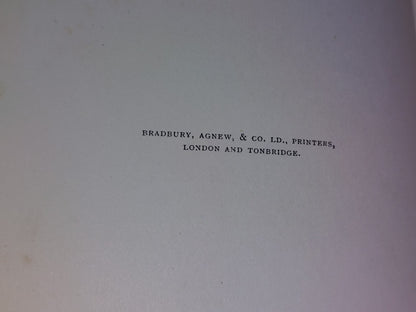 BRADBURY, AGNEW, & CO. LD., PRINTERS,
LONDON AND TONBRIDGE.